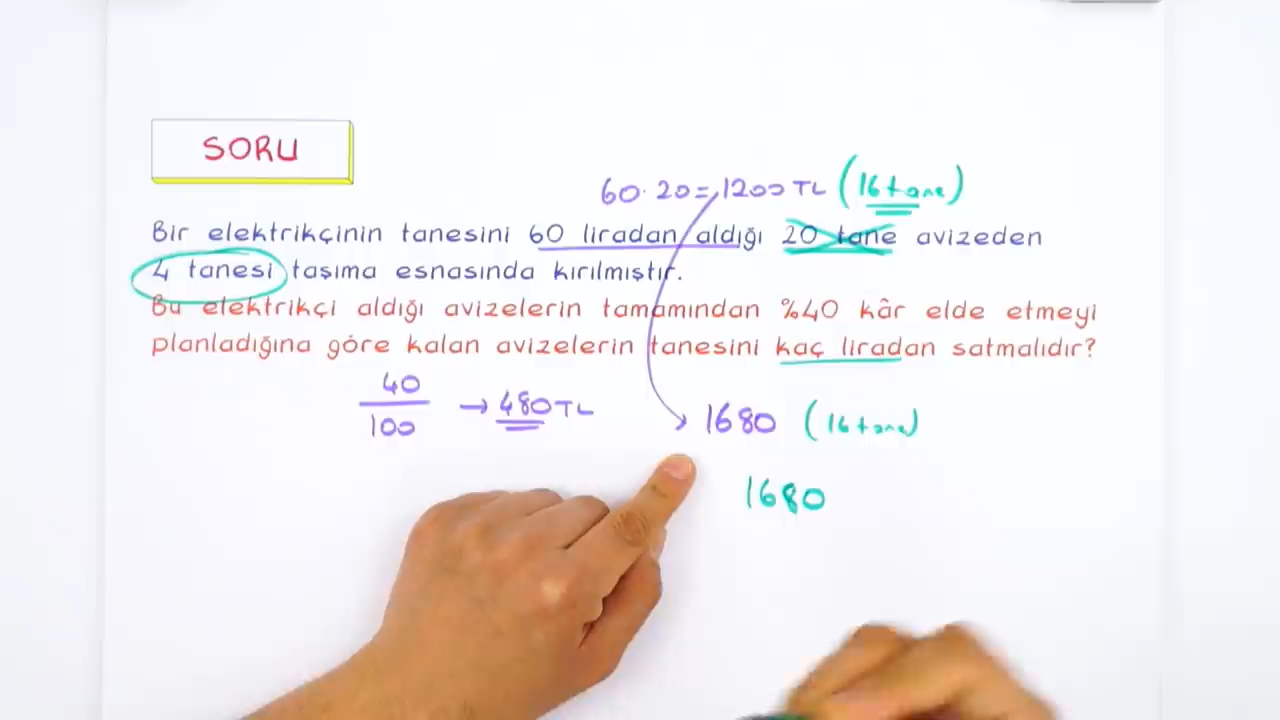 SORU
60·20=1200 TL (16 tane)
Bir elektrikçinin tanesini 60 liradan aldığı 20 tane avizeden
4 tanesi taşıma esnasında kırılmıştır.
Bu elektrikçi aldığı avizelerin tamamından %40 kâr elde etmeyi
planladığına göre kalan avizelerin tanesini kaç liradan satmalıdır?
40
100
→ 480 TL
1680 (16 tane)
1680